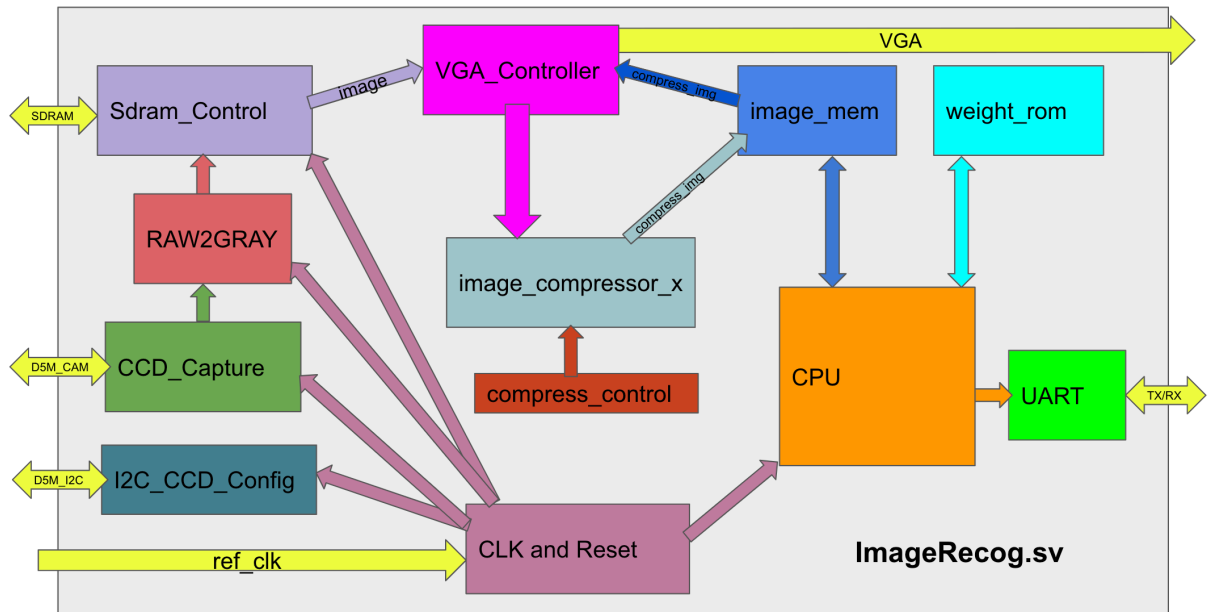 VGA
VGA_Controller
Sdram_Control
image
compress_img
image_mem
weight_rom
SDRAM
RAW2GRAY
compress_img
image_compressor_x
D5M_CAM
CCD_Capture
compress_control
CPU
UART
TX/RX
D5M_I2C
I2C_CCD_Config
CLK and Reset
ref_clk
ImageRecog.sv